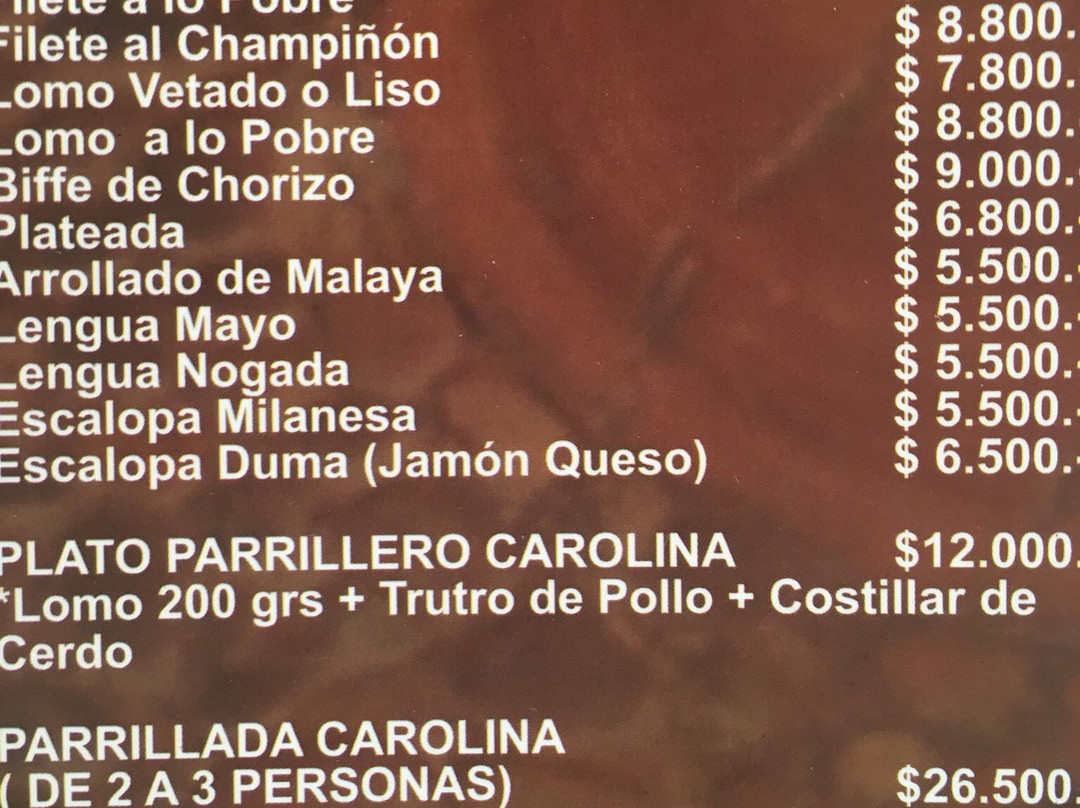 Filete a lo Pobre
Filete al Champiñón $ 8.800.
Lomo Vetado o Liso $ 7.800.
Lomo a lo Pobre $ 8.800.
Biffe de Chorizo $ 9.000.
Plateada $ 6.800.
Arrollado de Malaya $ 5.500.
Lengua Mayo $ 5.500.
Lengua Nogada $ 5.500.
Escalopa Milanesa $ 5.500.
Escalopa Duma (Jamón Queso) $ 6.500.
PLATO PARRILLERO CAROLINA $12.000.
*Lomo 200 grs + Trutro de Pollo + Costillar de
Cerdo
PARRILLADA CAROLINA
( DE 2 A 3 PERSONAS) $26.500.